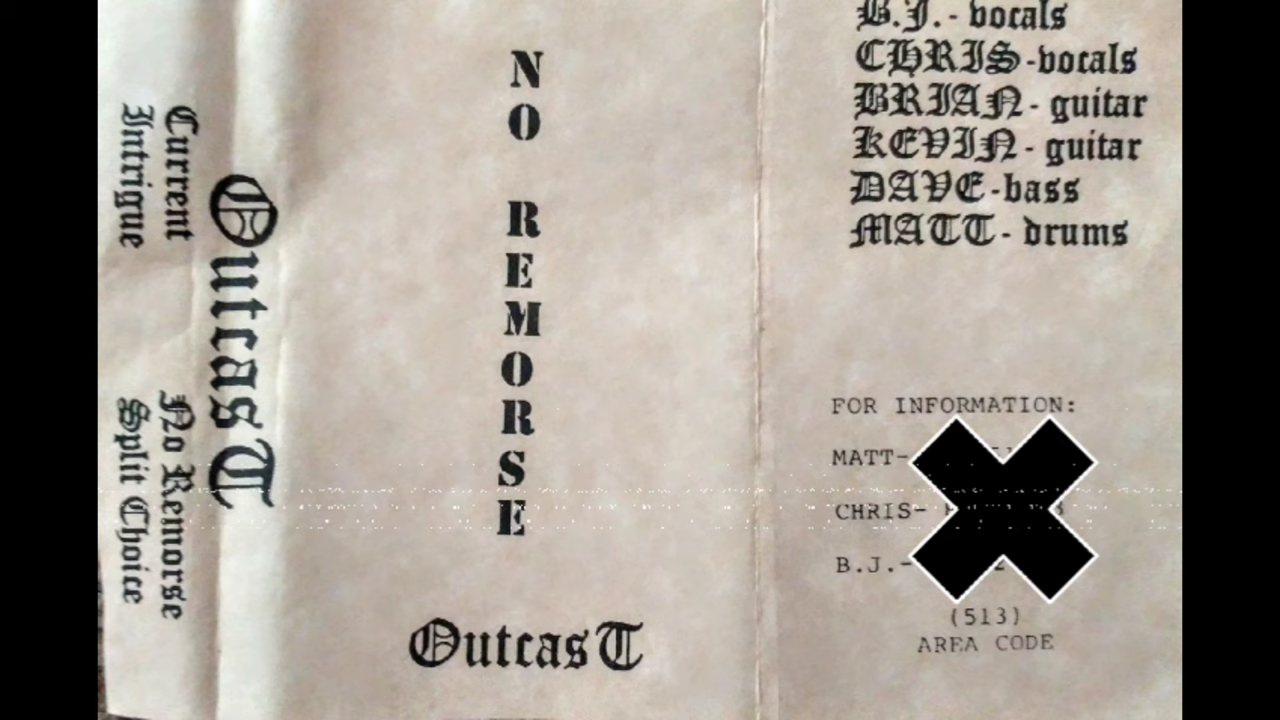 Current
Intrigue
OutcasT
No Remorse
Split Choice
NO REMORSE
OutcasT
B.J.- vocals
CHRIS-vocals
BRIAN- guitar
KEVIN- guitar
DAVE-bass
MATT- drums
FOR INFORMATION:
MATT-
CHRIS-
B.J.-
(513)
AREA CODE